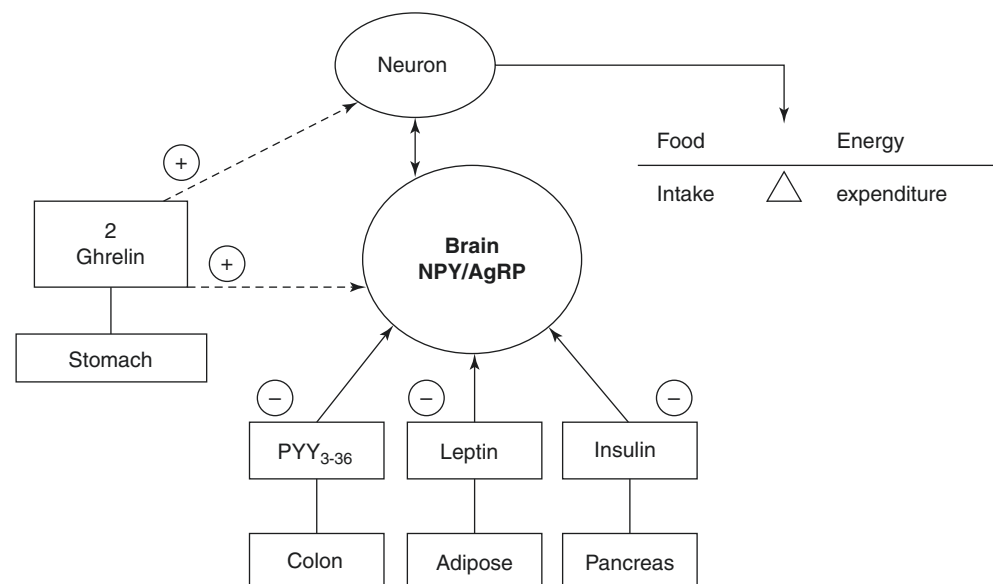 Neuron
Food Energy
Intake expenditure
+
2
Ghrelin
+
Brain
NPY/AgRP
Stomach
−
−
−
PYY3-36
Leptin
Insulin
Colon
Adipose
Pancreas